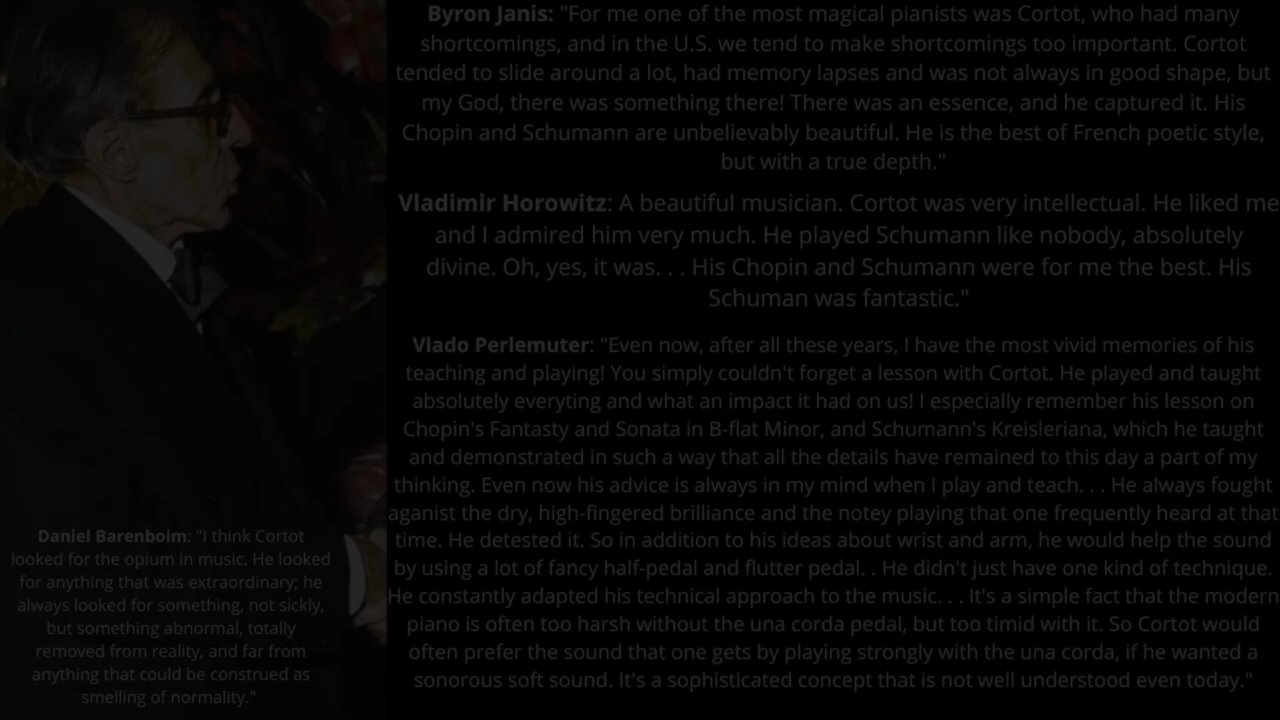 Byron Janis: "For me one of the most magical pianists was Cortot, who had many
shortcomings, and in the U.S. we tend to make shortcomings too important. Cortot
tended to slide around a lot, had memory lapses and was not always in good shape, but
my God, there was something there! There was an essence, and he captured it. His
Chopin and Schumann are unbelievably beautiful. He is the best of French poetic style,
but with a true depth."
Vladimir Horowitz: A beautiful musician. Cortot was very intellectual. He liked me
and I admired him very much. He played Schumann like nobody, absolutely
divine. Oh, yes, it was. . . His Chopin and Schumann were for me the best. His
Schuman was fantastic."
Vlado Perlemuter: "Even now, after all these years, I have the most vivid memories of his
teaching and playing! You simply couldn't forget a lesson with Cortot. He played and taught
absolutely everyting and what an impact it had on us! I especially remember his lesson on
Chopin's Fantasty and Sonata in B-flat Minor, and Schumann's Kreisleriana, which he taught
and demonstrated in such a way that all the details have remained to this day a part of my
thinking. Even now his advice is always in my mind when I play and teach. . . He always fought
aganist the dry, high-fingered brilliance and the notey playing that one frequently heard at that
time. He detested it. So in addition to his ideas about wrist and arm, he would help the sound
by using a lot of fancy half-pedal and flutter pedal. . He didn't just have one kind of technique.
He constantly adapted his technical approach to the music. . . It's a simple fact that the modern
piano is often too harsh without the una corda pedal, but too timid with it. So Cortot would
often prefer the sound that one gets by playing strongly with the una corda, if he wanted a
sonorous soft sound. It's a sophisticated concept that is not well understood even today."
Daniel Barenboim: "I think Cortot
looked for the opium in music. He looked
for anything that was extraordinary; he
always looked for something, not sickly,
but something abnormal, totally
removed from reality, and far from
anything that could be construed as
smelling of normality."